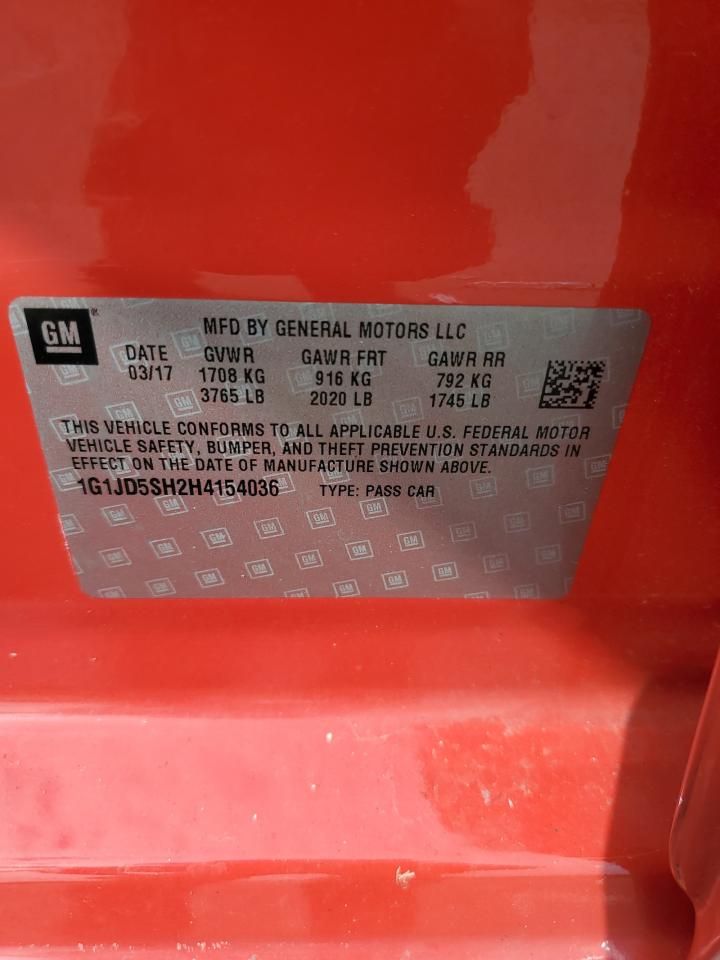 GM
MFD BY GENERAL MOTORS LLC
DATE GVWR GAWR FRT GAWR RR
03/17 1708 KG 916 KG 792 KG
3765 LB 2020 LB 1745 LB
THIS VEHICLE CONFORMS TO ALL APPLICABLE U.S. FEDERAL MOTOR
VEHICLE SAFETY, BUMPER, AND THEFT PREVENTION STANDARDS IN
EFFECT ON THE DATE OF MANUFACTURE SHOWN ABOVE.
1G1JD5SH2H4154036 TYPE: PASS CAR